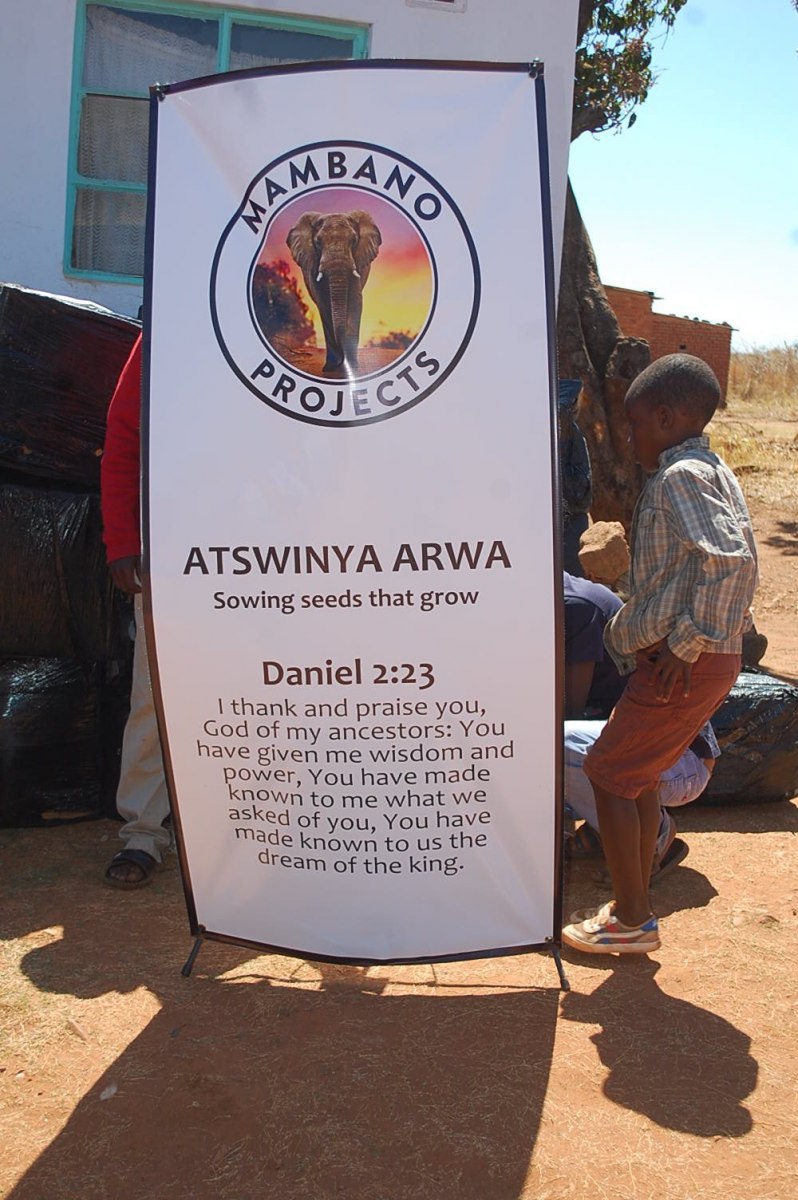 MAMBANO
PROJECTS
ATSWINYA ARWA
Sowing seeds that grow
Daniel 2:23
I thank and praise you,
God of my ancestors: You
have given me wisdom and
power, You have made
known to me what we
asked of you, You have
made known to us the
dream of the king.